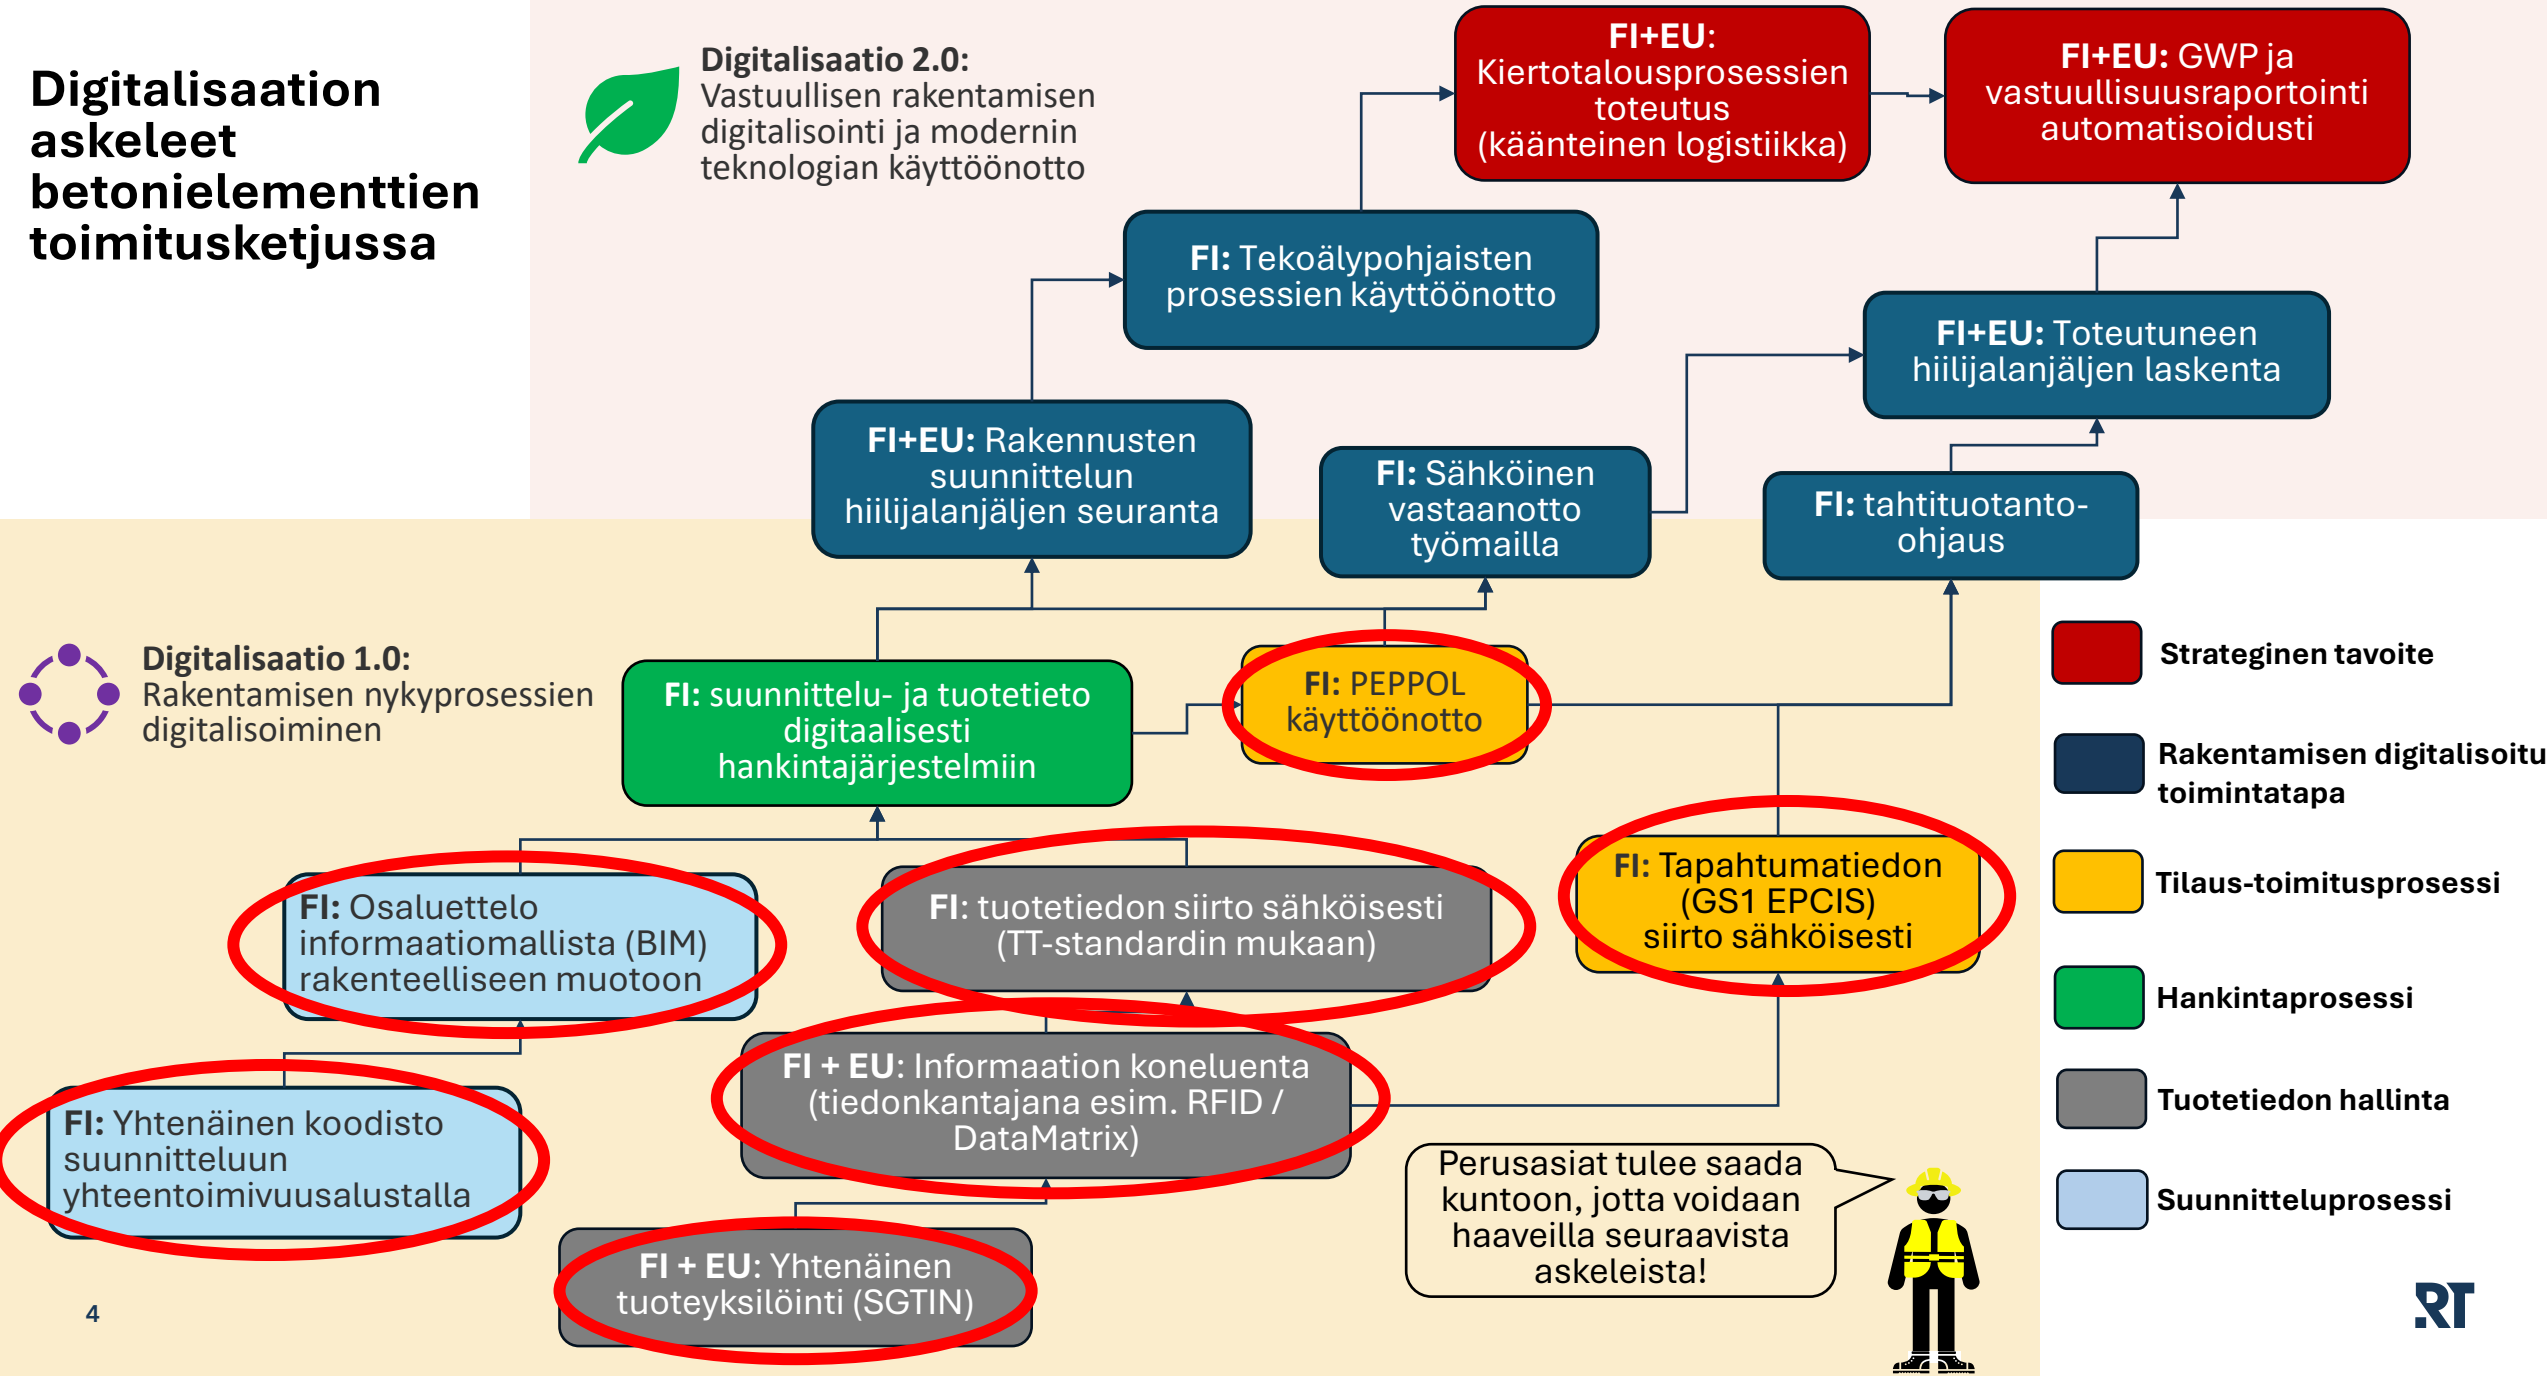 Digitalisaation
askeleet
betonielementtien
toimitusketjussa
Digitalisaatio 2.0:
Vastuullisen rakentamisen
digitalisointi ja modernin
teknologian käyttöönotto
FI+EU:
Kiertotalousprosessien
toteutus
(käänteinen logistiikka)
FI+EU: GWP ja
vastuullisuusraportointi
automatisoidusti
FI: Tekoälypohjaisten
prosessien käyttöönotto
FI+EU: Toteutuneen
hiilijalanjäljen laskenta
FI+EU: Rakennusten
suunnittelun
hiilijalanjäljen seuranta
FI: Sähköinen
vastaanotto
työmailla
FI: tahtituotanto-
ohjaus
Digitalisaatio 1.0:
Rakentamisen nykyprosessien
digitalisoiminen
FI: suunnittelu- ja tuotetieto
digitaalisesti
hankintajärjestelmiin
FI: PEPPOL
käyttöönotto
FI: Osaluettelo
informaatiomallista (BIM)
rakenteelliseen muotoon
FI: tuotetiedon siirto sähköisesti
(TT-standardin mukaan)
FI: Tapahtumatiedon
(GS1 EPCIS)
siirto sähköisesti
FI: Yhtenäinen koodisto
suunnitteluun
yhteentoimivuusalustalla
FI + EU: Informaation koneluenta
(tiedonkantajana esim. RFID /
DataMatrix)
FI + EU: Yhtenäinen
tuoteyksilöinti (SGTIN)
Perusasiat tulee saada
kuntoon, jotta voidaan
haaveilla seuraavista
askeleista!
Strateginen tavoite
Rakentamisen digitalisoitu
toimintatapa
Tilaus-toimitusprosessi
Hankintaprosessi
Tuotetiedon hallinta
Suunnitteluprosessi
4
RT